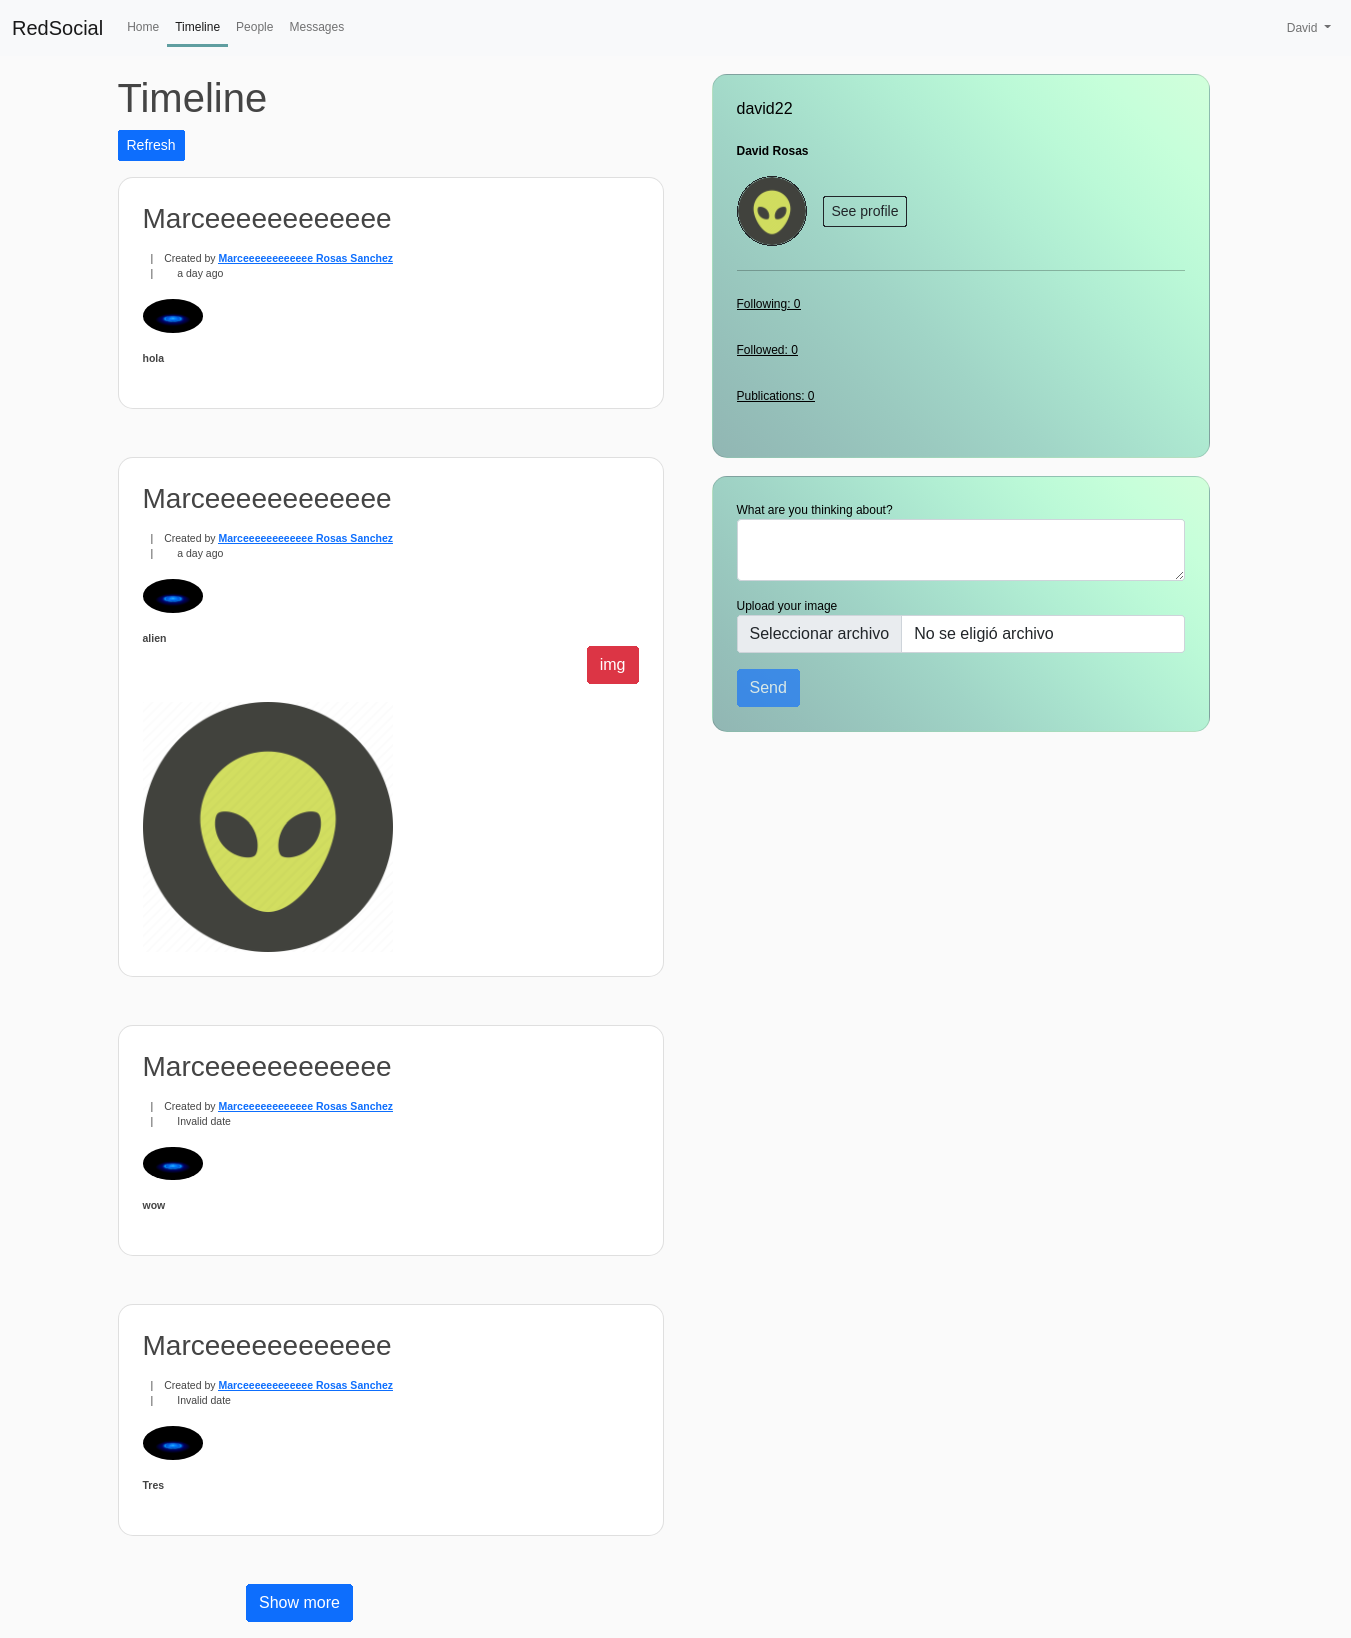 RedSocial
Home
Timeline
People
Messages
David
Timeline
Refresh
Marceeeeeeeeeeee
| Created by Marceeeeeeeeeeee Rosas Sanchez
| a day ago
hola
Marceeeeeeeeeeee
| Created by Marceeeeeeeeeeee Rosas Sanchez
| a day ago
alien
img
Marceeeeeeeeeeee
| Created by Marceeeeeeeeeeee Rosas Sanchez
| Invalid date
wow
Marceeeeeeeeeeee
| Created by Marceeeeeeeeeeee Rosas Sanchez
| Invalid date
Tres
Show more
david22
David Rosas
See profile
Following: 0
Followed: 0
Publications: 0
What are you thinking about?
Upload your image
Seleccionar archivo No se eligió archivo
Send